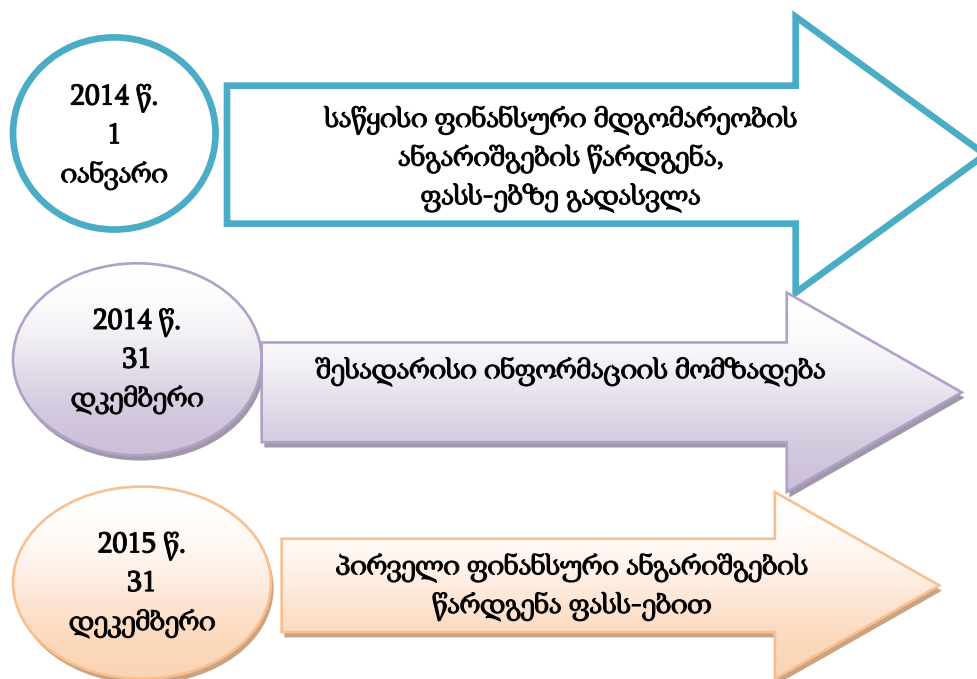 2014 წ.
1
იანვარი
საწყისი ფინანსური მდგომარეობის
ანგარიშგების წარდგენა,
ფასს-ებზე გადასვლა
2014 წ.
31
დკემბერი
შესადარისი ინფორმაციის მომზადება
2015 წ.
31
დეკემბერი
პირველი ფინანსური ანგარიშგების
წარდგენა ფასს-ებით